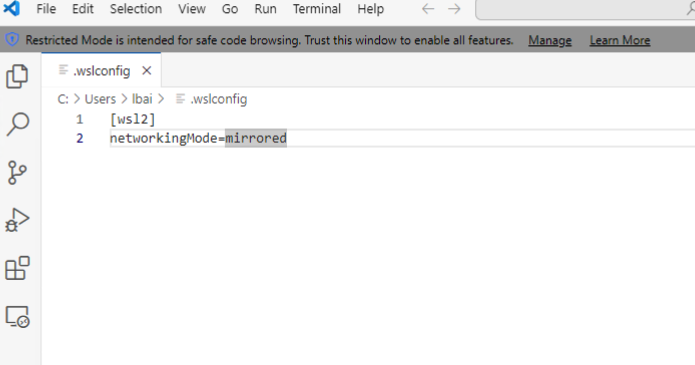 File Edit Selection View Go Run Terminal Help
Restricted Mode is intended for safe code browsing. Trust this window to enable all features. Manage Learn More
.wslconfig
C: > Users > lbai > .wslconfig
1 [wsl2]
2 networkingMode=mirrored